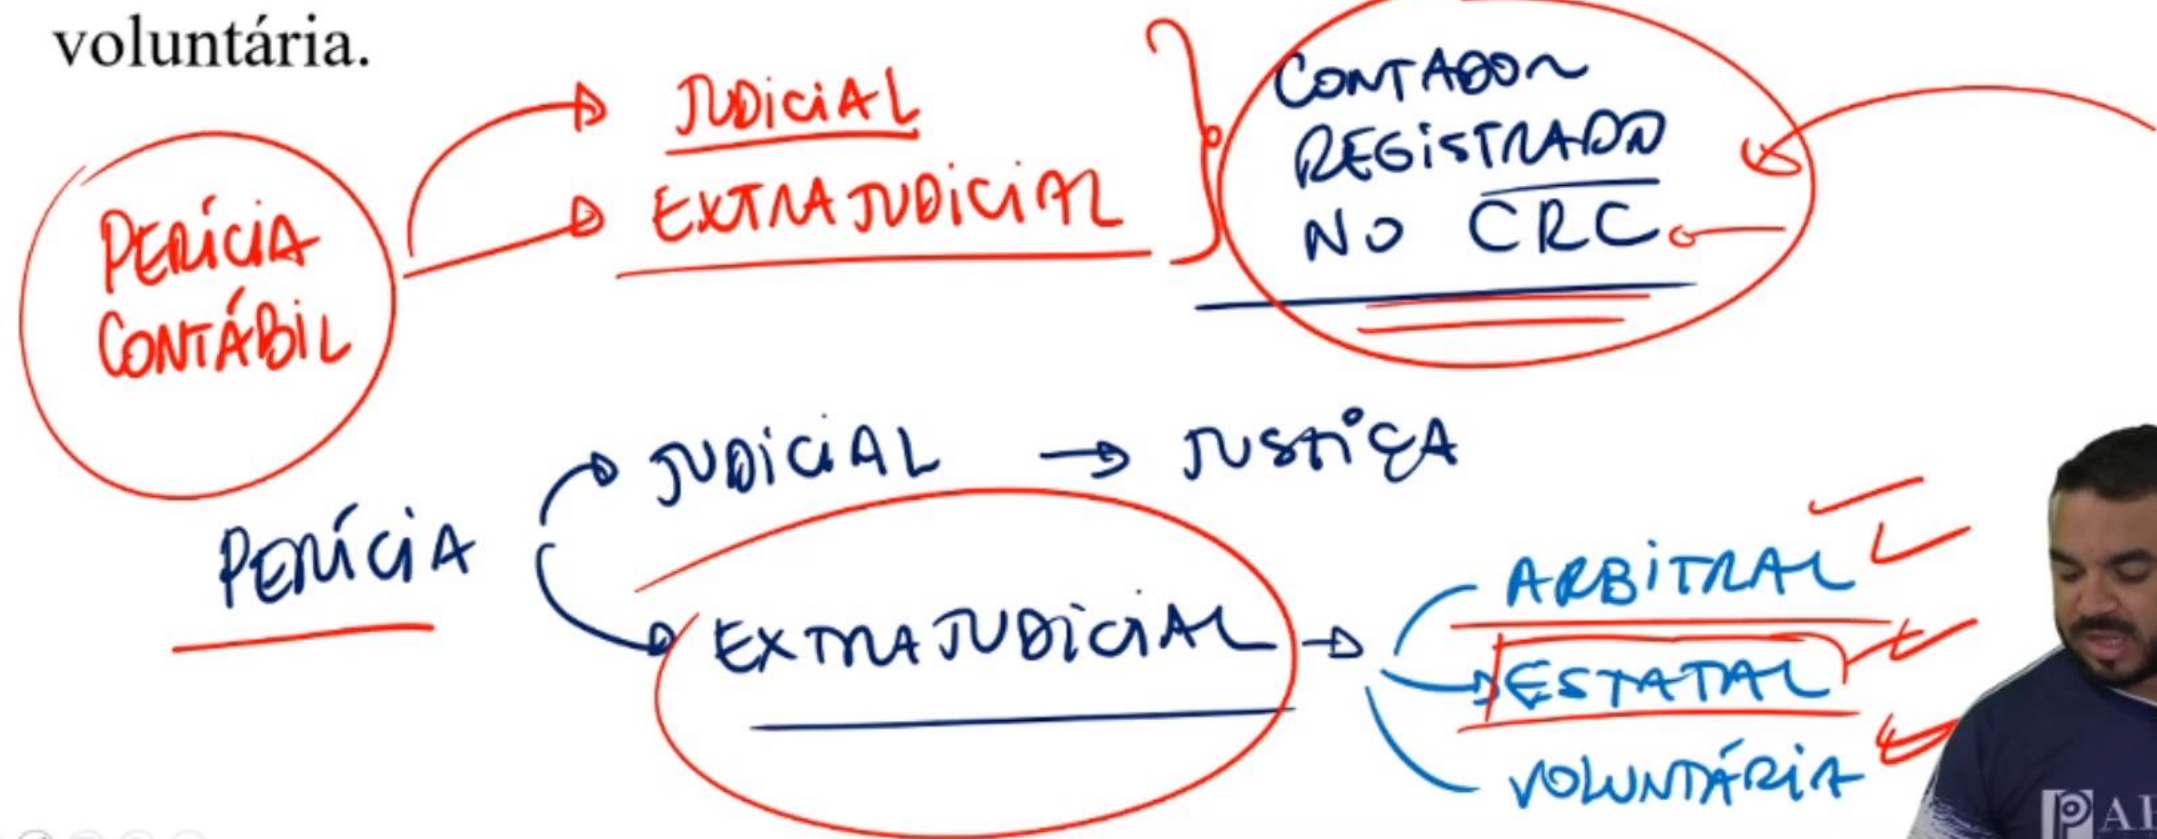 voluntária.
PERÍCIA
CONTÁBIL
JUDICIAL
EXTRAJUDICIAL
CONTADOR
REGISTRADO
NO CRC
PERÍCIA
JUDICIAL → JUSTIÇA
EXTRAJUDICIAL →
ARBITRAL
ESTATAL
VOLUNTÁRIA